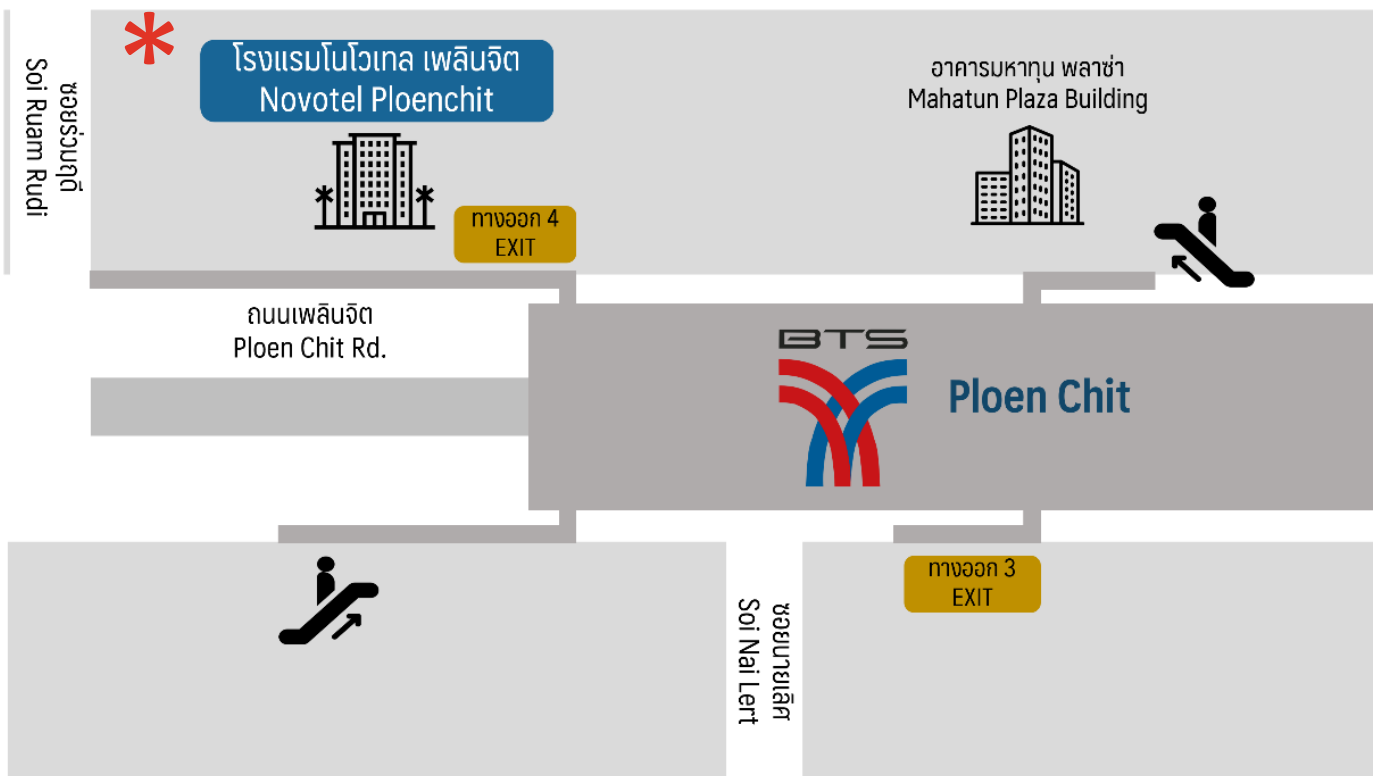 ซอยร่วมฤดี
Soi Ruam Rudi
โรงแรมโนโวเทล เพลินจิต
Novotel Ploenchit
อาคารมหาทุน พลาซ่า
Mahatun Plaza Building
ทางออก 4
EXIT
ถนนเพลินจิต
Ploen Chit Rd.
BTS
Ploen Chit
ทางออก 3
EXIT
ซอยนายเลิศ
Soi Nai Lert